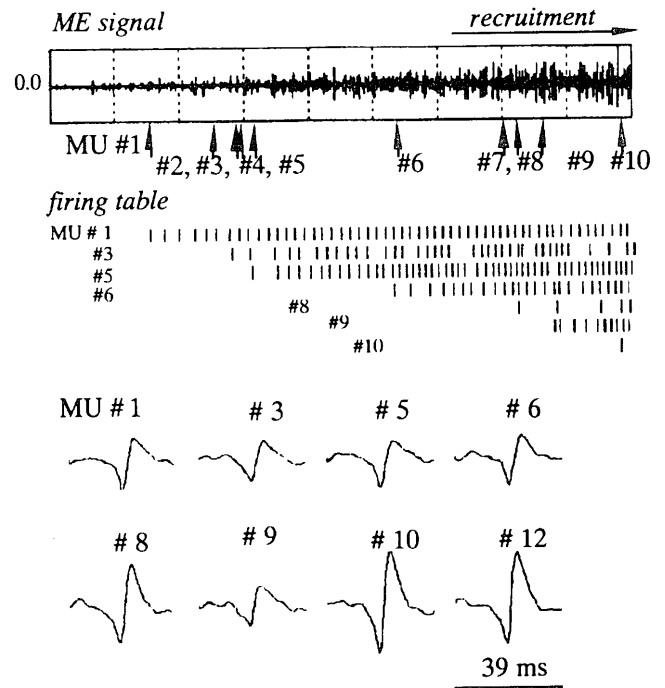 ME signal recruitment
0.0
MU #1 #2, #3, #4, #5 #6 #7, #8 #9 #10
firing table
MU # 1
#3
#5
#6
#8
#9
#10
MU # 1 # 3 # 5 # 6
# 8 # 9 # 10 # 12
39 ms